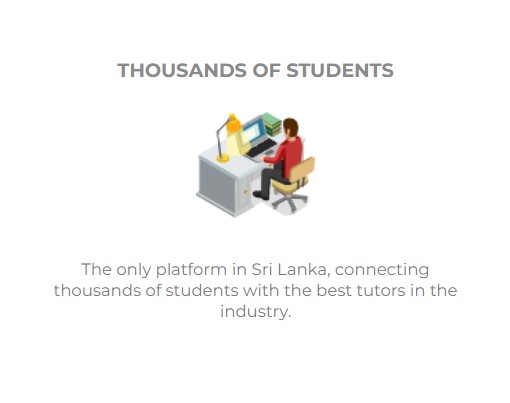 THOUSANDS OF STUDENTS
The only platform in Sri Lanka, connecting
thousands of students with the best tutors in the
industry.